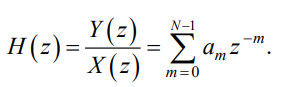 H(z) = Y(z)/X(z) = ∑_{m=0}^{N-1} a_m z^{-m}.